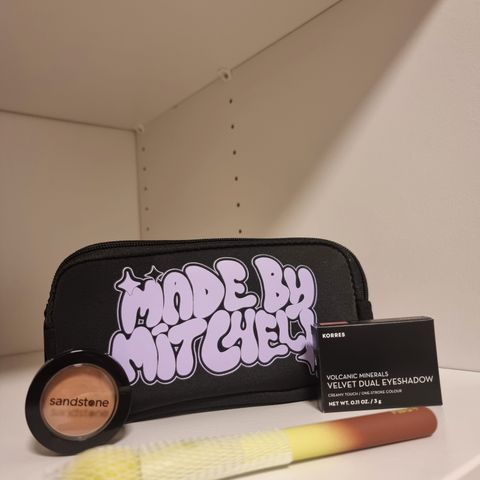 MADE BY
MITCHELL
sandstone
KORRES
VOLCANIC MINERALS
VELVET DUAL EYESHADOW
CREAMY TOUCH / ONE-STROKE COLOUR
NET WT. 0.11 OZ. / 3 g